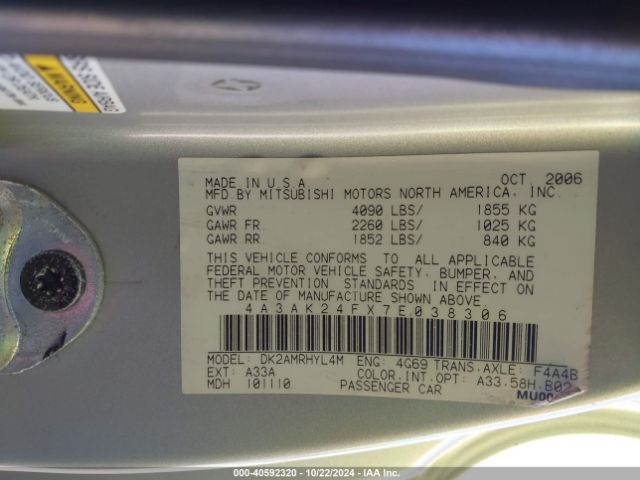 WARNING
MADE IN U.S.A. OCT. 2006
MFD BY MITSUBISHI MOTORS NORTH AMERICA, INC.
GVWR 4090 LBS/ 1855 KG
GAWR FR. 2260 LBS/ 1025 KG
GAWR RR. 1852 LBS/ 840 KG
THIS VEHICLE CONFORMS TO ALL APPLICABLE
FEDERAL MOTOR VEHICLE SAFETY, BUMPER, AND
THEFT PREVENTION STANDARDS IN EFFECT ON
THE DATE OF MANUFACTURE SHOWN ABOVE.
4A3AK24FX7E038306
MODEL: DK2AMRHYL4M ENG: 4G69 TRANS.AXLE: F4A4B
EXT: A33A COLOR.INT.OPT: A33.58H.B02
MDH 101110 PASSENGER CAR
000-40592320 - 10/22/2024 - IAA Inc.